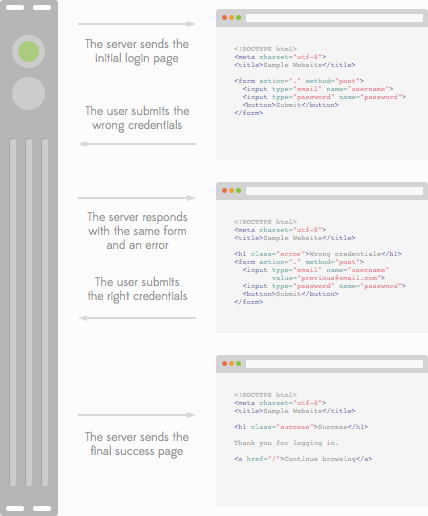 The server sends the
initial login page
The user submits the
wrong credentials
<!DOCTYPE html>
<meta charset="utf-8">
<title>Sample Website</title>
<form action="." method="post">
<input type="email" name="username">
<input type="password" name="password">
<button>Submit</button>
</form>
The server responds
with the same form
and an error
The user submits
the right credentials
<!DOCTYPE html>
<meta charset="utf-8">
<title>Sample Website</title>
<h1 class="error">Wrong credentials</h1>
<form action="." method="post">
<input type="email" name="username"
value="previous@email.com">
<input type="password" name="password">
<button>Submit</button>
</form>
The server sends the
final success page
<!DOCTYPE html>
<meta charset="utf-8">
<title>Sample Website</title>
<h1 class="success">Success</h1>
Thank you for logging in.
<a href="/">Continue browsing</a>